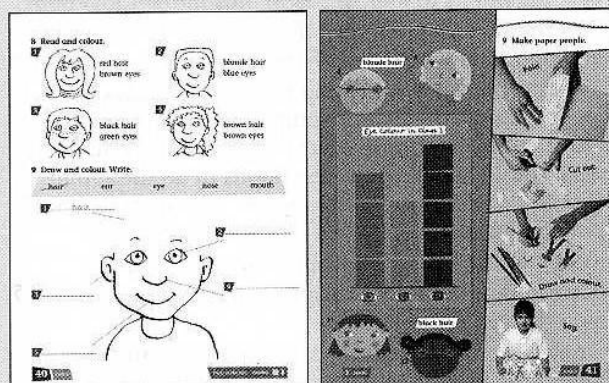 8 Read and colour.
1
red hair
brown eyes
2
blonde hair
blue eyes
3
black hair
green eyes
4
brown hair
brown eyes
9 Draw and colour. Write.
hair ear eye nose mouth
1 hair
2
3
4
5
40
blonde hair
Eye colour in Class 1
black hair
9 Make paper people.
Fold.
Cut out.
Draw and colour.
Say.
41